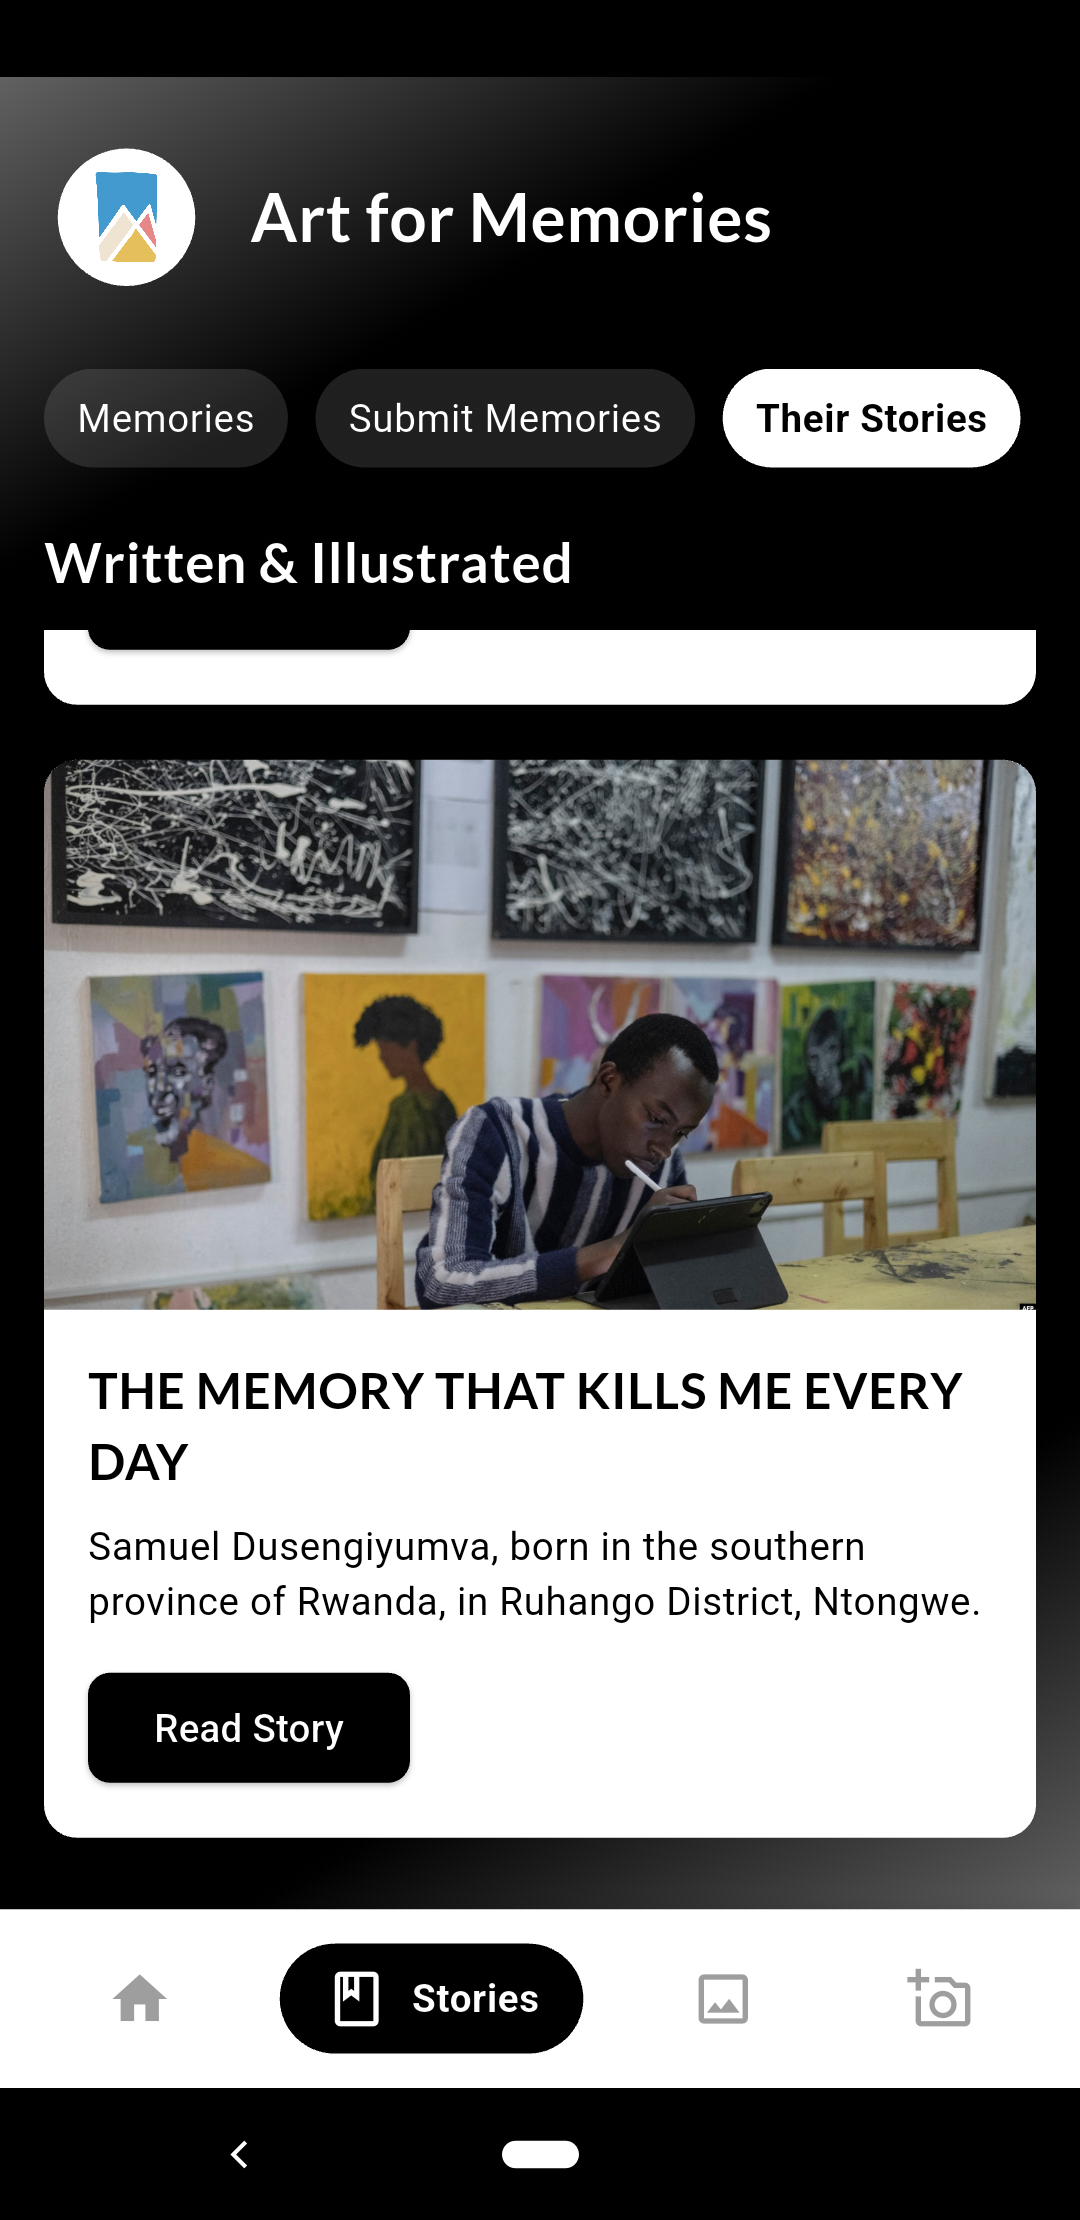 Art for Memories
Memories
Submit Memories
Their Stories
Written & Illustrated
AFP
THE MEMORY THAT KILLS ME EVERY
DAY
Samuel Dusengiyumva, born in the southern
province of Rwanda, in Ruhango District, Ntongwe.
Read Story
Stories